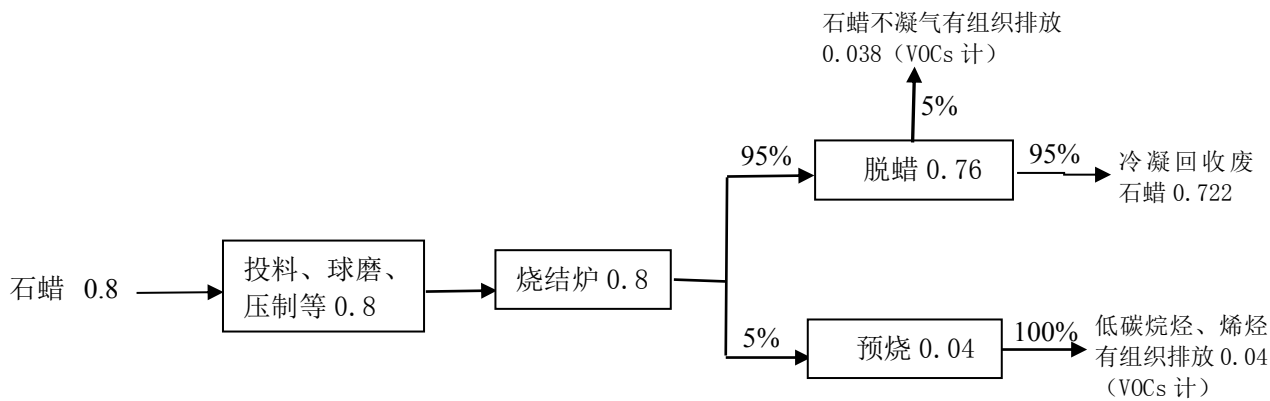 石蜡不凝气有组织排放
0.038（VOCs 计）
5%
95%
脱蜡 0.76
95%
冷凝回收废
石蜡 0.722
石蜡 0.8
投料、球磨、
压制等 0.8
烧结炉 0.8
5%
预烧 0.04
100%
低碳烷烃、烯烃
有组织排放 0.04
（VOCs 计）